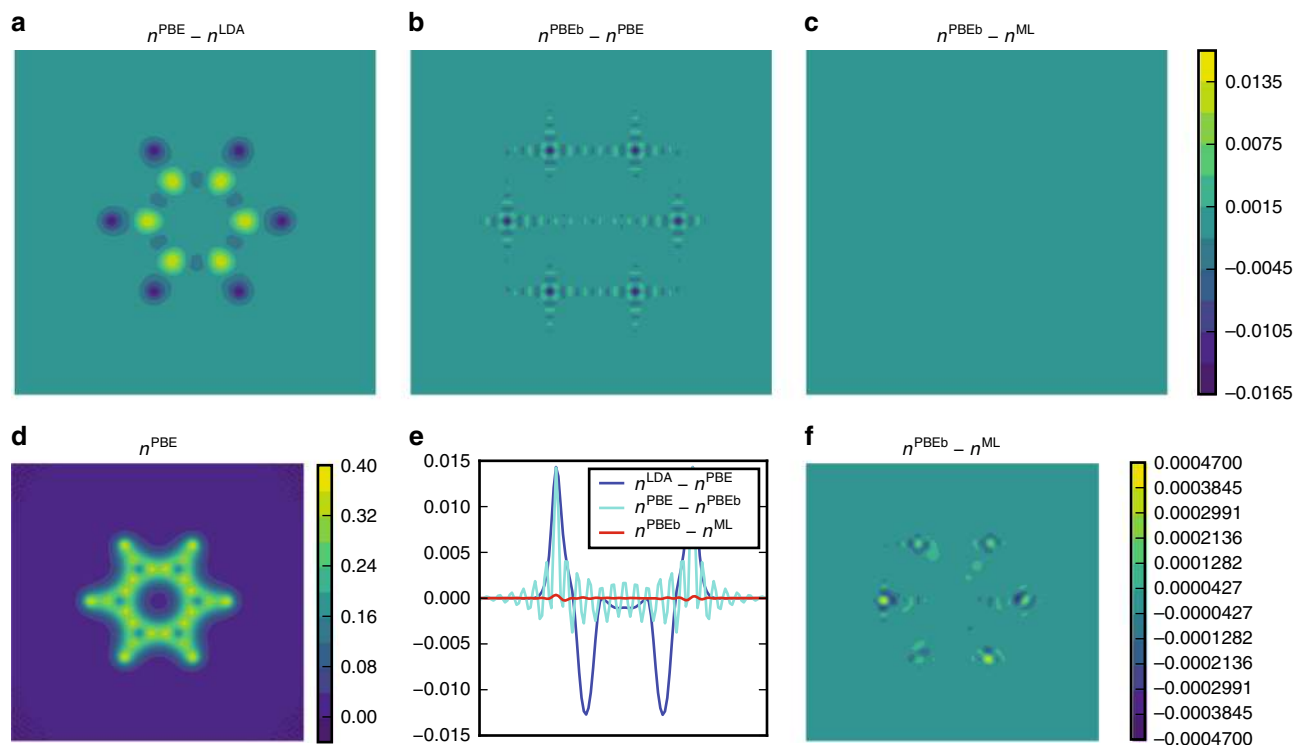 a
n^PBE – n^LDA
b
n^PBEb – n^PBE
c
n^PBEb – n^ML
0.0135
0.0075
0.0015
−0.0045
−0.0105
−0.0165
d
n^PBE
0.40
0.32
0.24
0.16
0.08
0.00
e
0.015
0.010
0.005
0.000
−0.005
−0.010
−0.015
n^LDA – n^PBE
n^PBE – n^PBEb
n^PBEb – n^ML
f
n^PBEb – n^ML
0.0004700
0.0003845
0.0002991
0.0002136
0.0001282
0.0000427
−0.0000427
−0.0001282
−0.0002136
−0.0002991
−0.0003845
−0.0004700